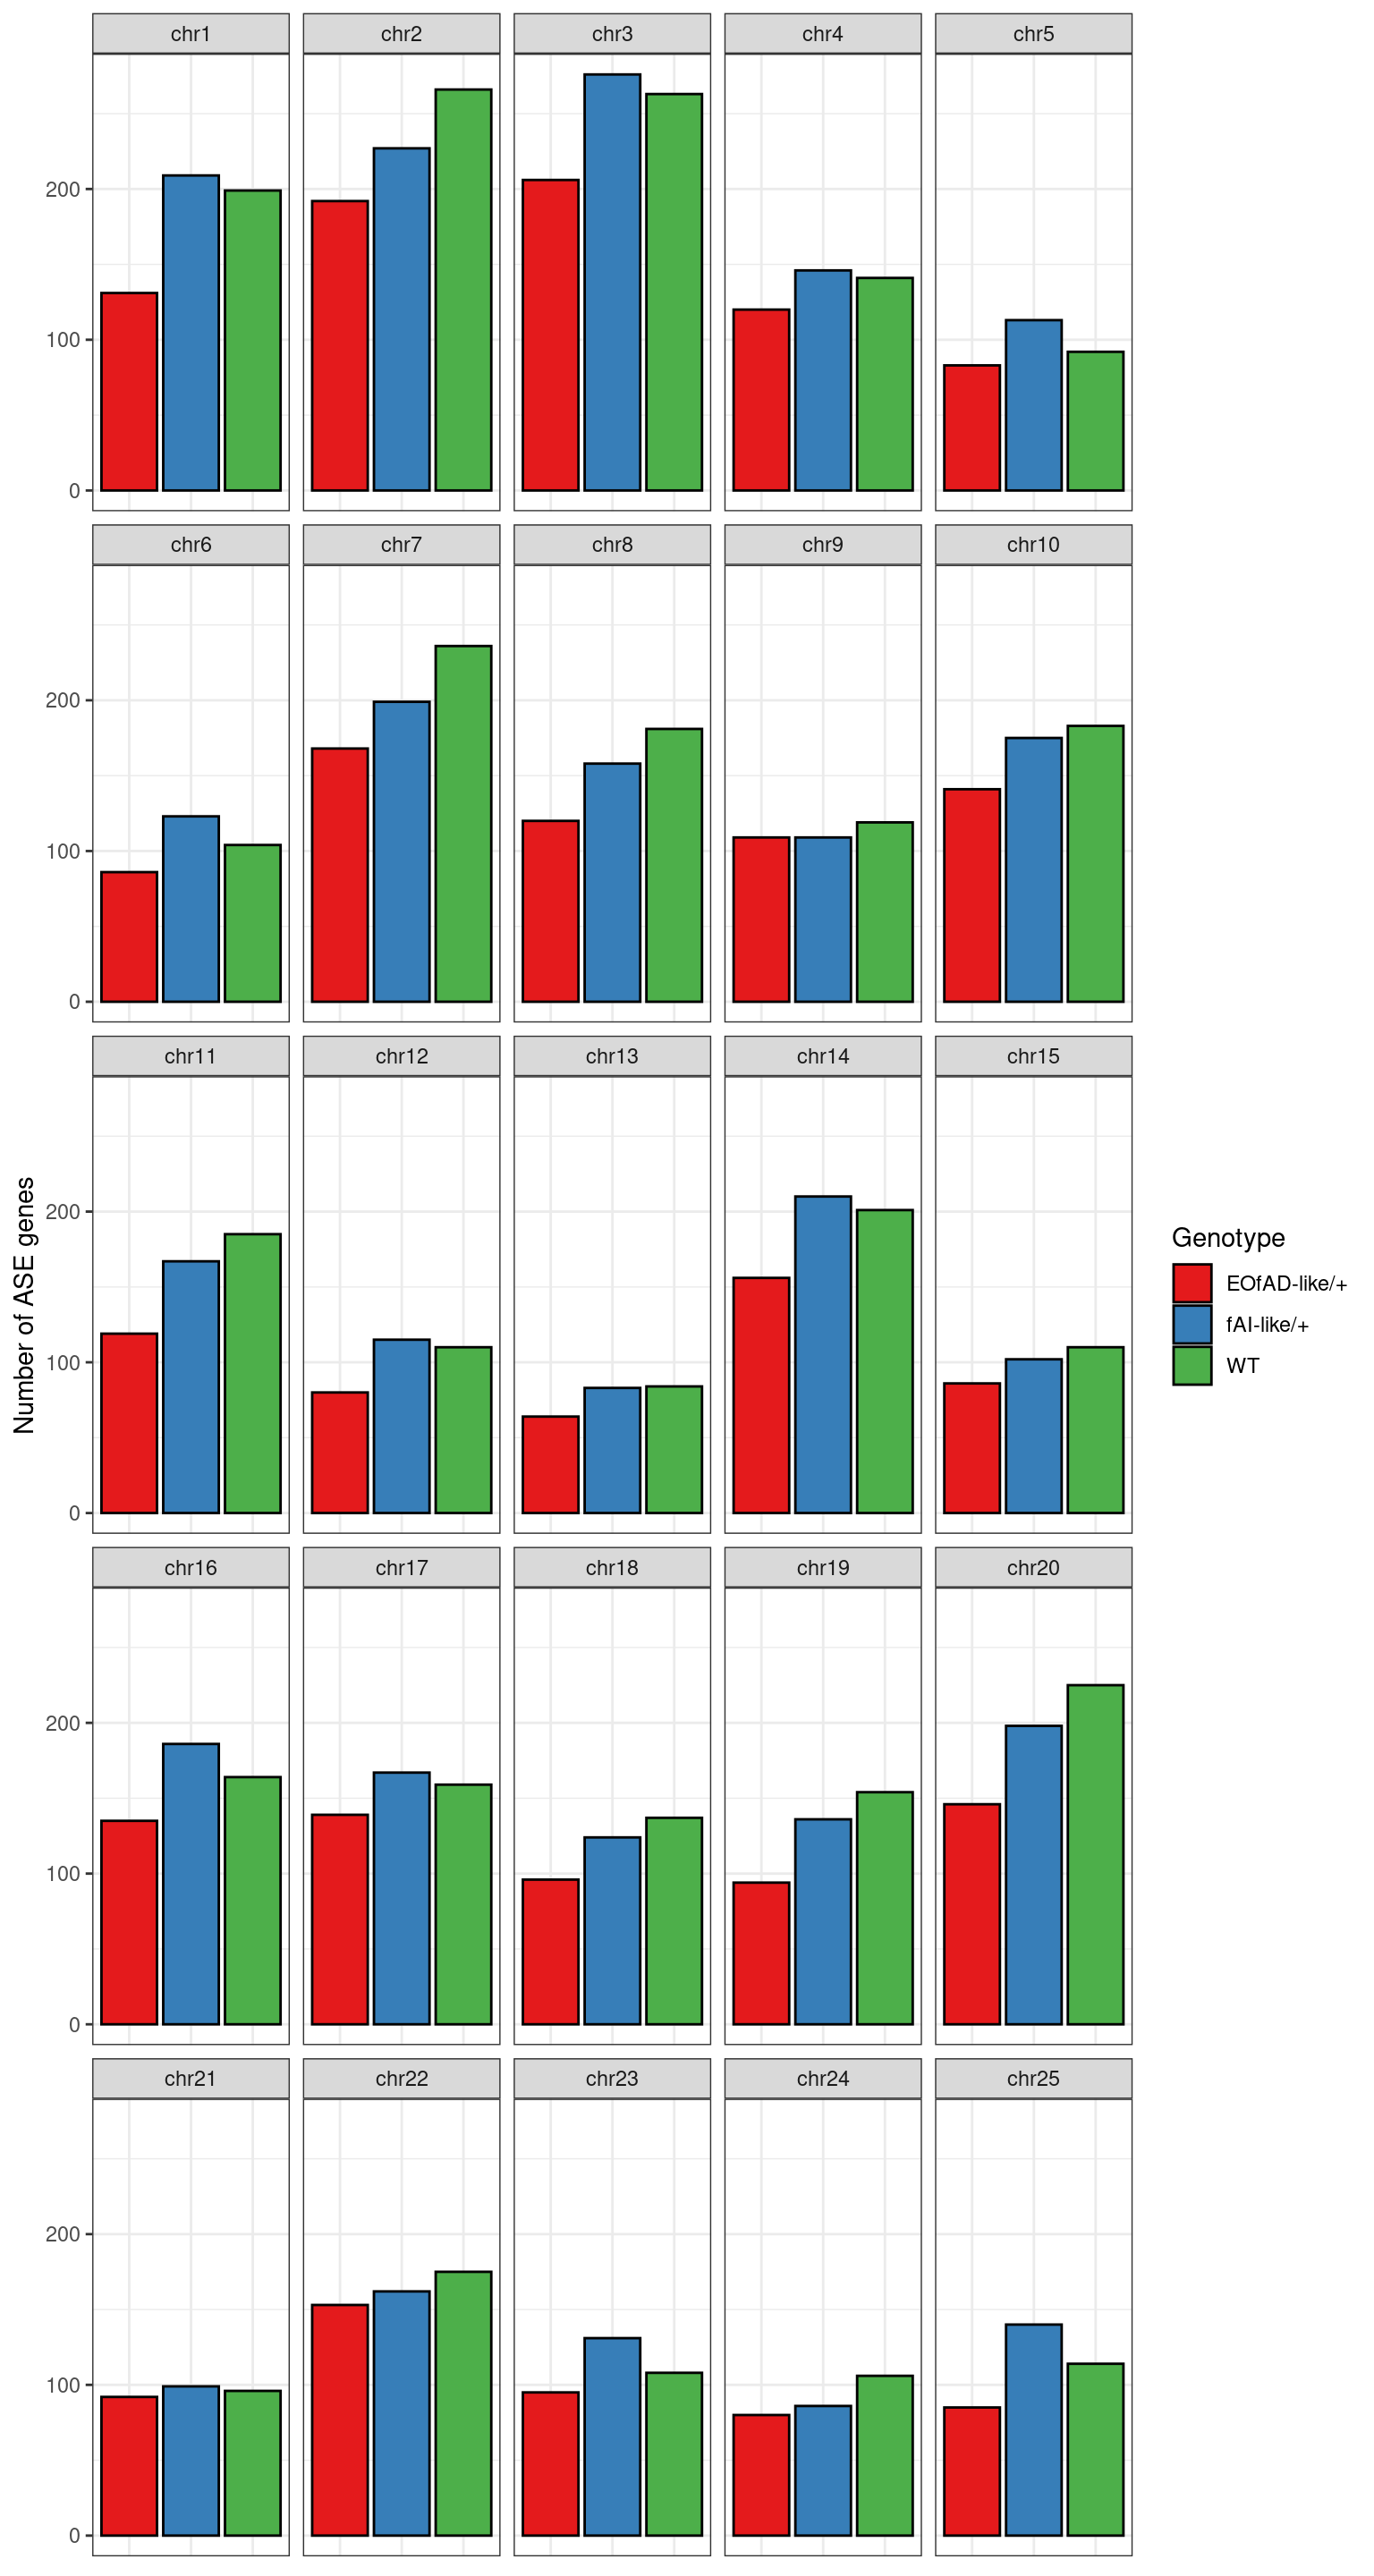 chr1 chr2 chr3 chr4 chr5
200
100
0
chr6 chr7 chr8 chr9 chr10
200
100
0
chr11 chr12 chr13 chr14 chr15
200
100
0
chr16 chr17 chr18 chr19 chr20
200
100
0
chr21 chr22 chr23 chr24 chr25
200
100
0
Number of ASE genes
Genotype
EOfAD-like/+
fAI-like/+
WT